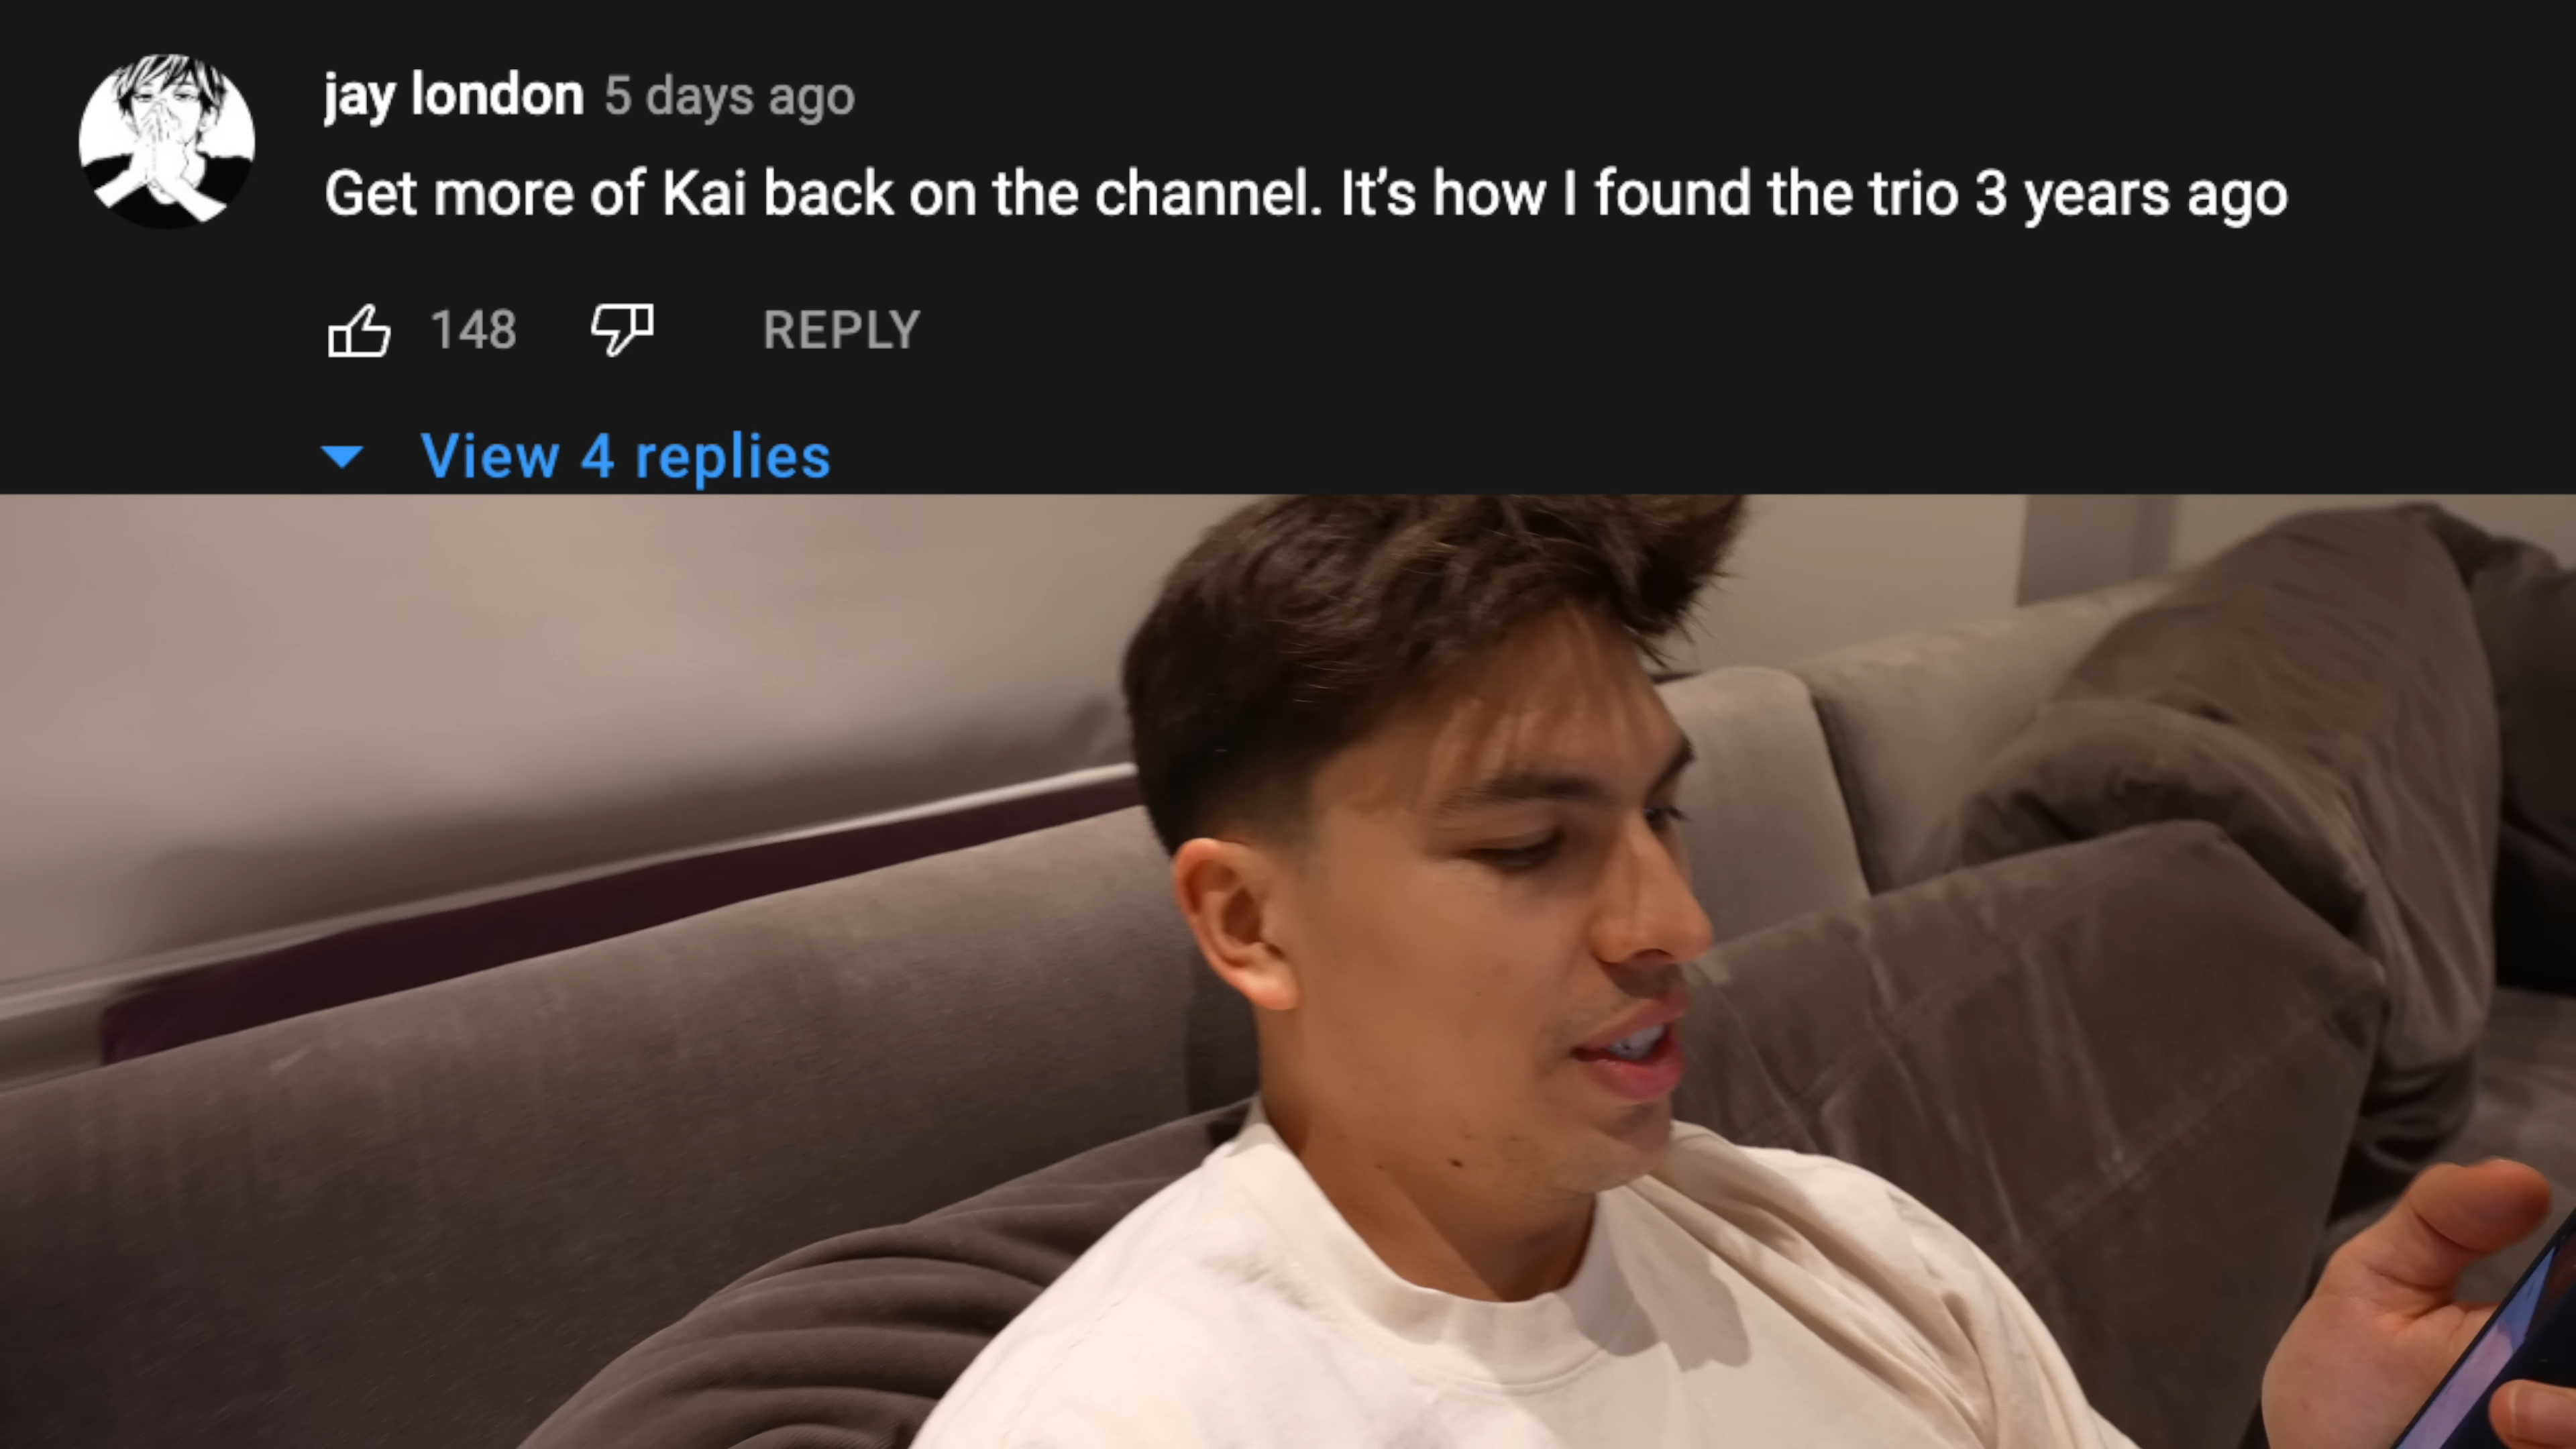 jay london 5 days ago
Get more of Kai back on the channel. It’s how I found the trio 3 years ago
148 REPLY
View 4 replies